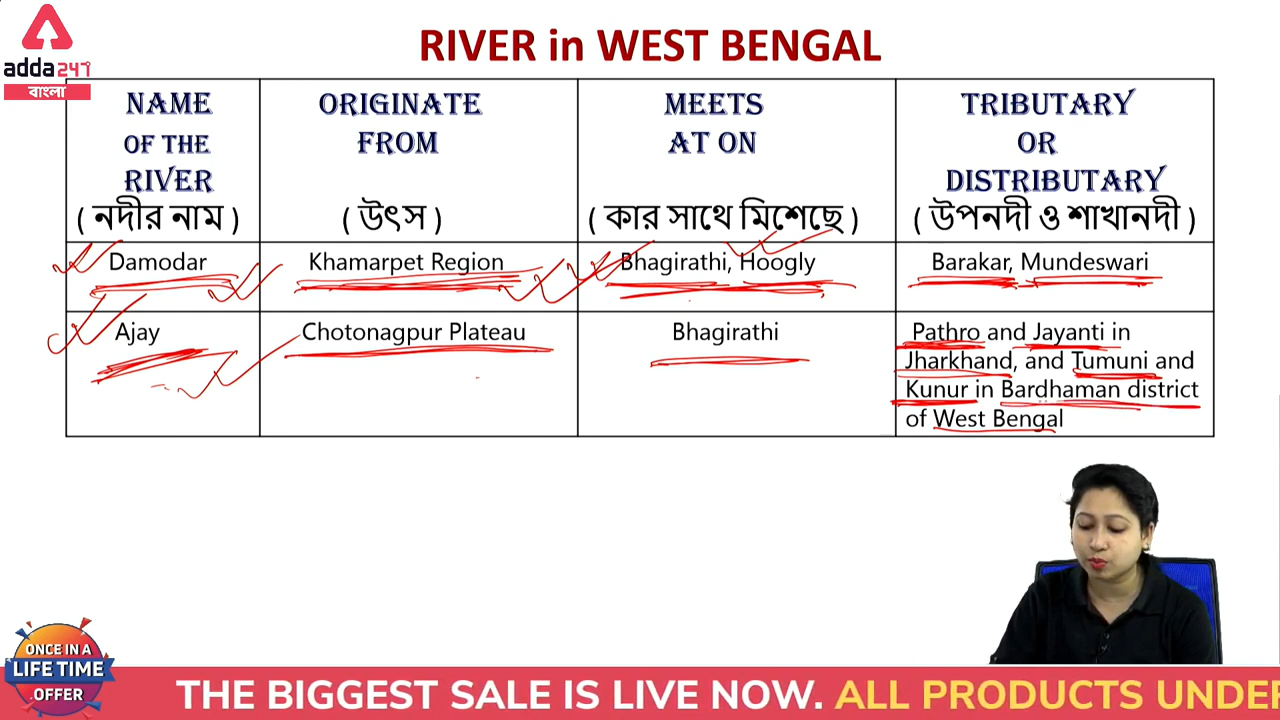 adda247
বাংলা
RIVER in WEST BENGAL
NAME
OF THE
RIVER
( নদীর নাম )
ORIGINATE
FROM
( উৎস )
MEETS
AT ON
( কার সাথে মিশেছে )
TRIBUTARY
OR
DISTRIBUTARY
( উপনদী ও শাখানদী )
Damodar
Khamarpet Region
Bhagirathi, Hoogly
Barakar, Mundeswari
Ajay
Chotonagpur Plateau
Bhagirathi
Pathro and Jayanti in
Jharkhand, and Tumuni and
Kunur in Bardhaman district
of West Bengal
ONCE IN A
LIFE TIME
OFFER
THE BIGGEST SALE IS LIVE NOW. ALL PRODUCTS UNDE